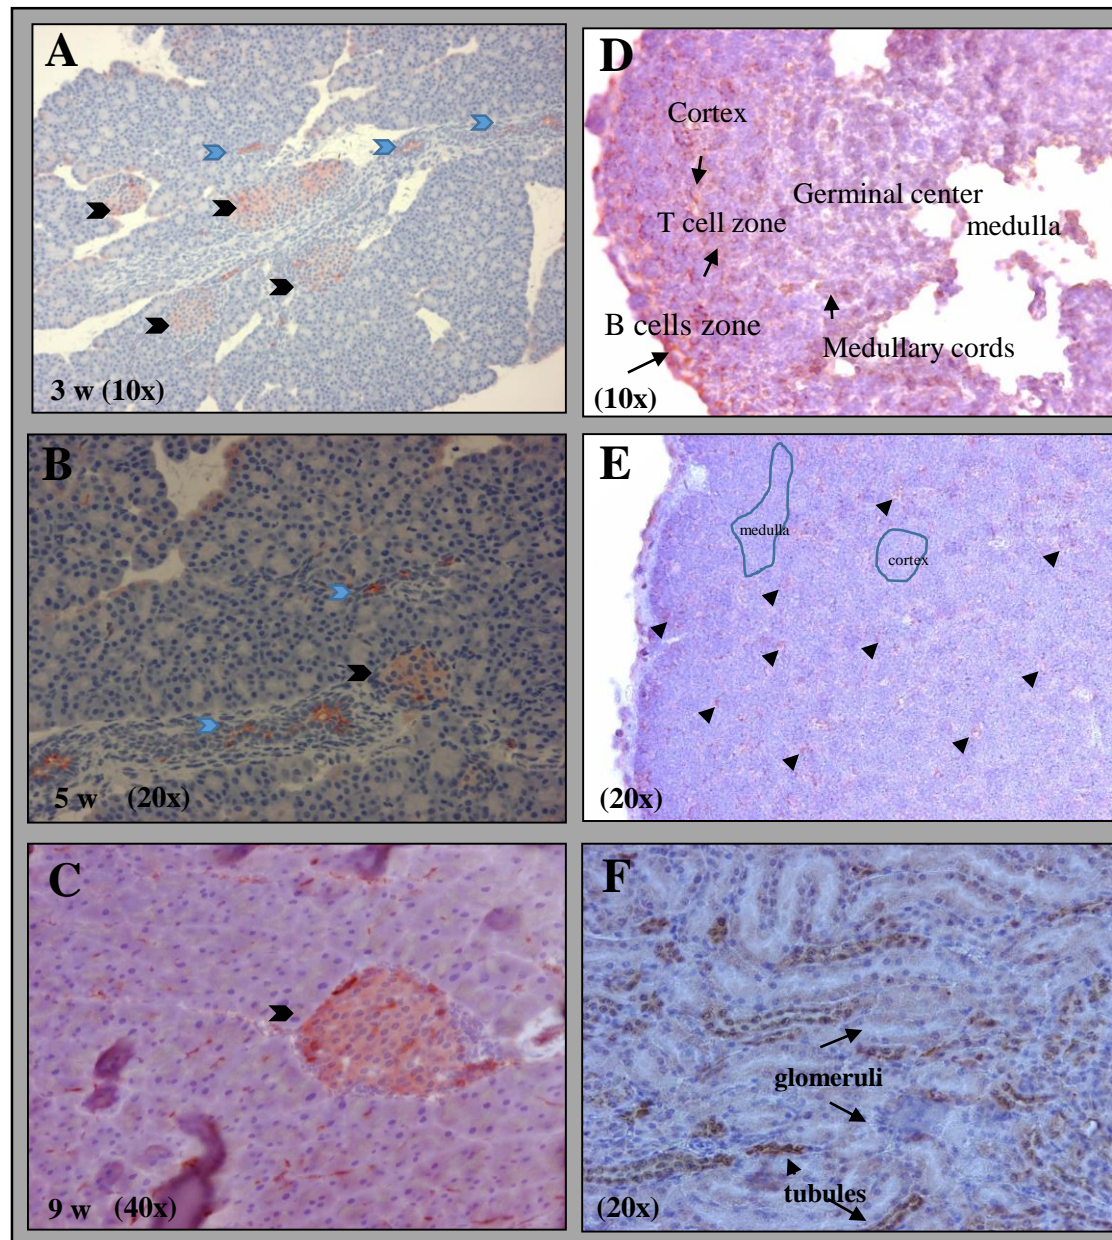 A
3 w (10x)
B
5 w (20x)
C
9 w (40x)
D
Cortex
Germinal center
T cell zone
medulla
B cells zone
Medullary cords
(10x)
E
medulla
cortex
(20x)
F
glomeruli
tubules
(20x)